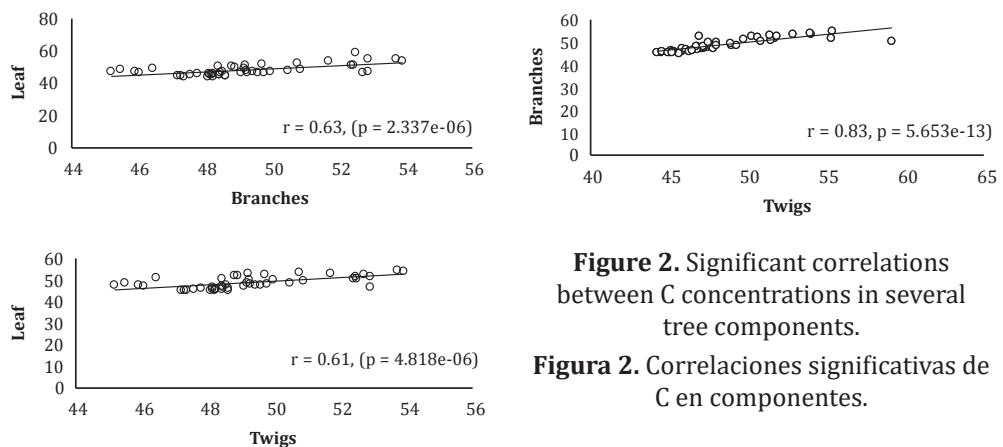 80
60
40
20
0
Leaf
r = 0.63, (p = 2.337e-06)
44 46 48 50 52 54 56
Branches
60
50
40
30
20
10
0
Branches
r = 0.83, p = 5.653e-13)
40 45 50 55 60 65
Twigs
60
50
40
30
20
10
0
Leaf
r = 0.61, (p = 4.818e-06)
44 46 48 50 52 54 56
Twigs
Figure 2. Significant correlations
between C concentrations in several
tree components.
Figura 2. Correlaciones significativas de
C en componentes.